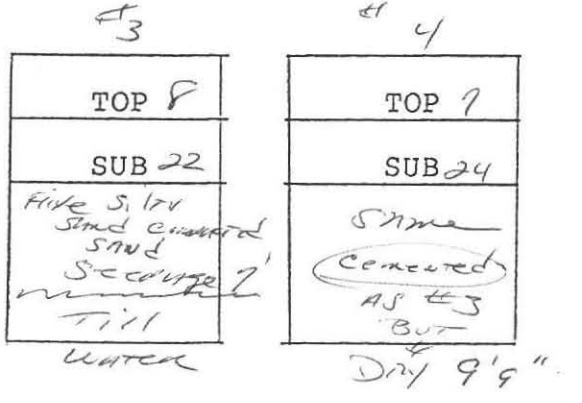 #3
TOP 8
SUB 22
Fine Silty
Sand Cemented
Sand
Seepage 7'
Till
Water
# 4
TOP 7
SUB 24
Same
Cemented
AS #3
BUT
Dry 9'9"